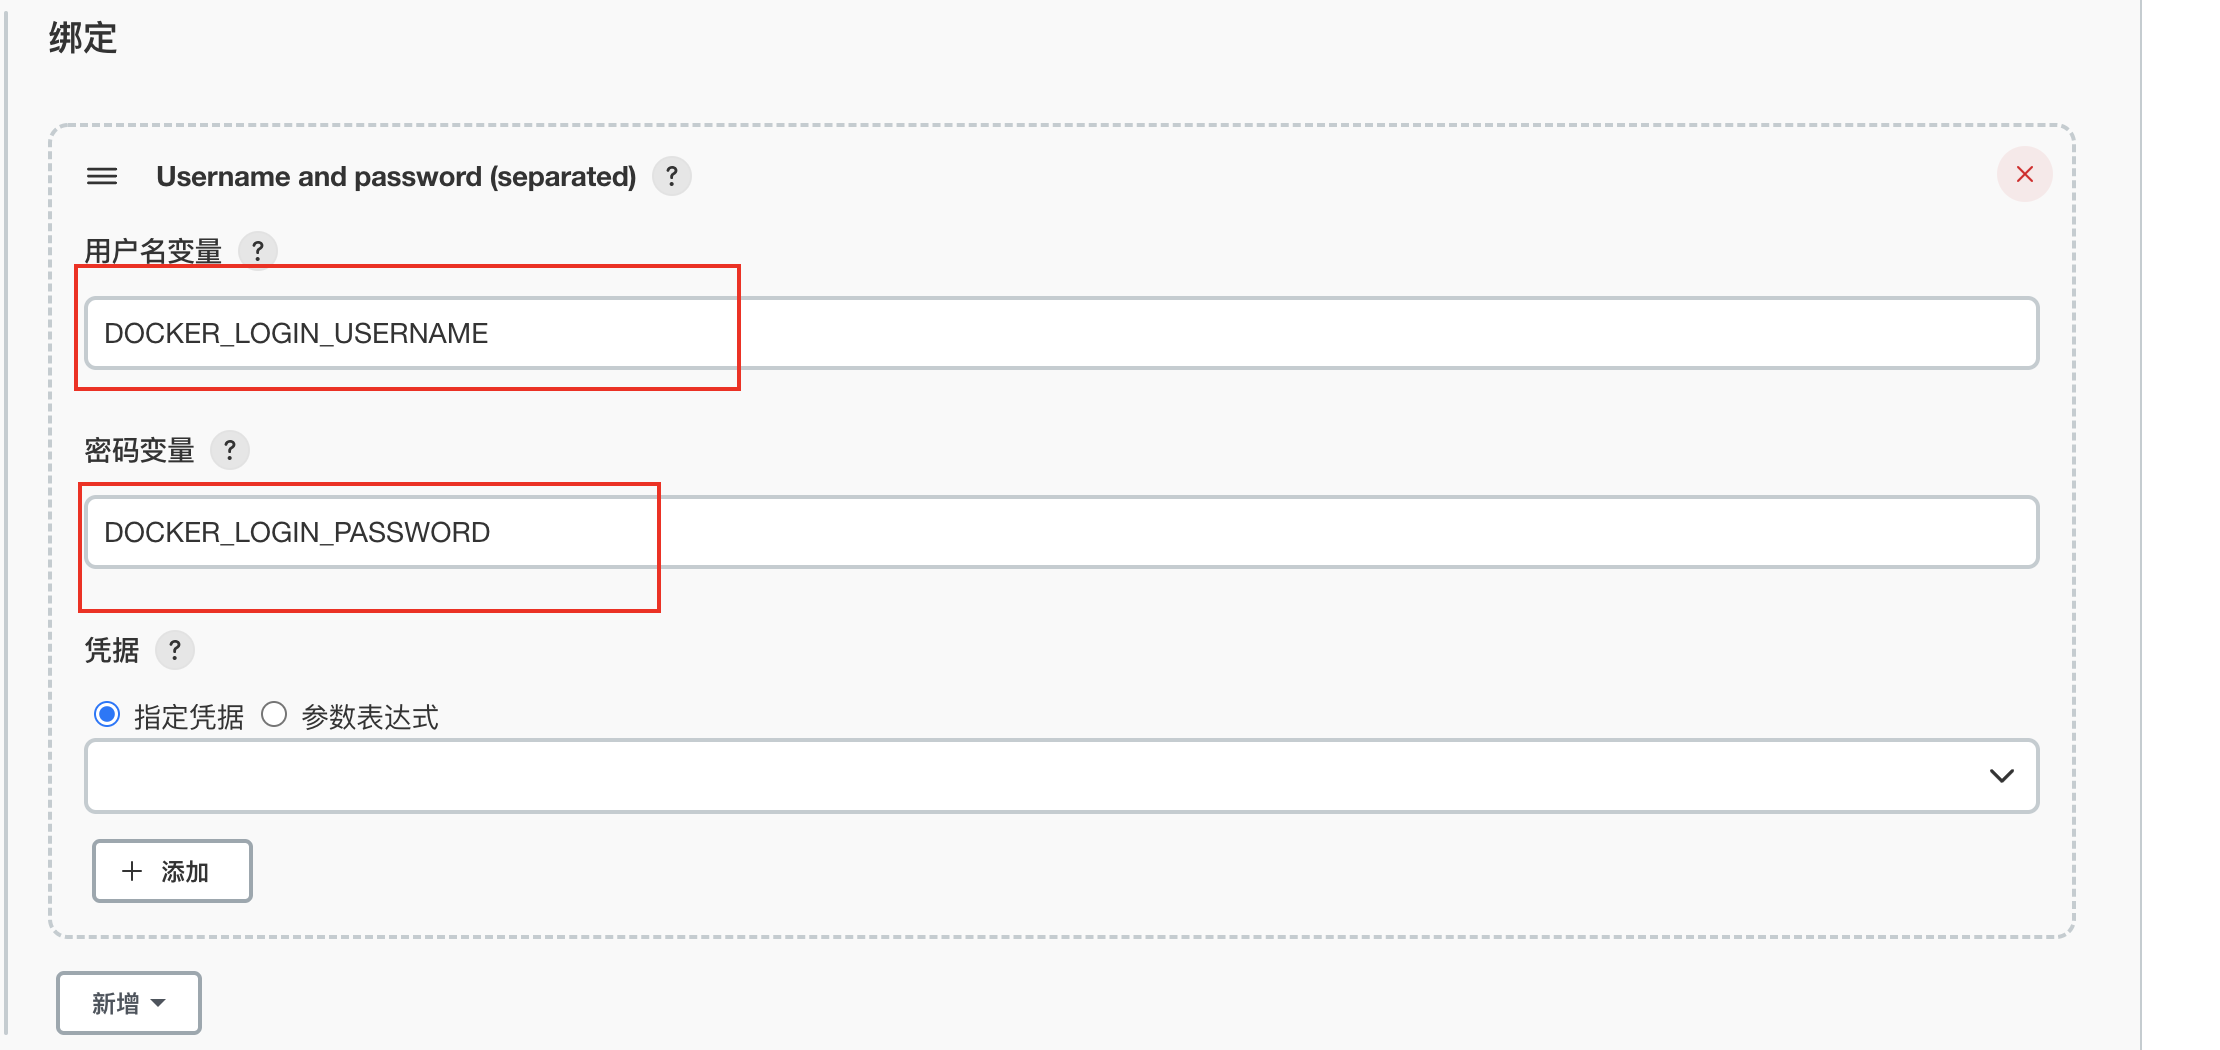 绑定
Username and password (separated) ?
用户名变量 ?
DOCKER_LOGIN_USERNAME
密码变量 ?
DOCKER_LOGIN_PASSWORD
凭据 ?
指定凭据 参数表达式
添加
新增